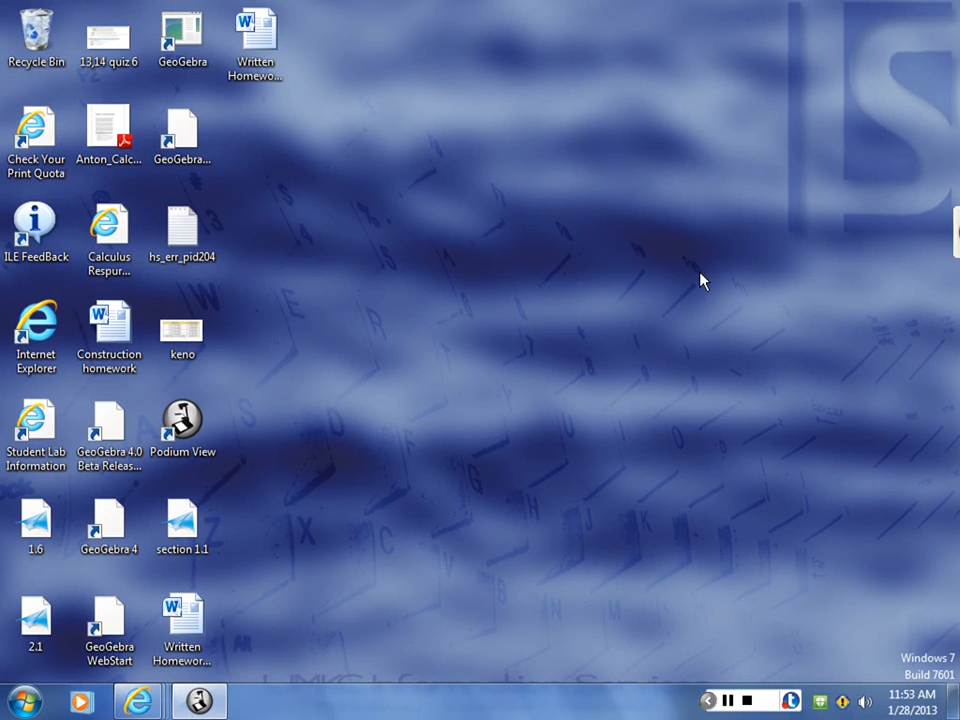 Recycle Bin
13,14 quiz 6
GeoGebra
Written
Homewo...
Check Your
Print Quota
Anton_Calc...
GeoGebra...
ILE FeedBack
Calculus
Respur...
hs_err_pid204
Internet
Explorer
Construction
homework
keno
Student Lab
Information
GeoGebra 4.0
Beta Releas...
Podium View
1.6
GeoGebra 4
section 1.1
2.1
GeoGebra
WebStart
Written
Homewor...
Windows 7
Build 7601
11:53 AM
1/28/2013